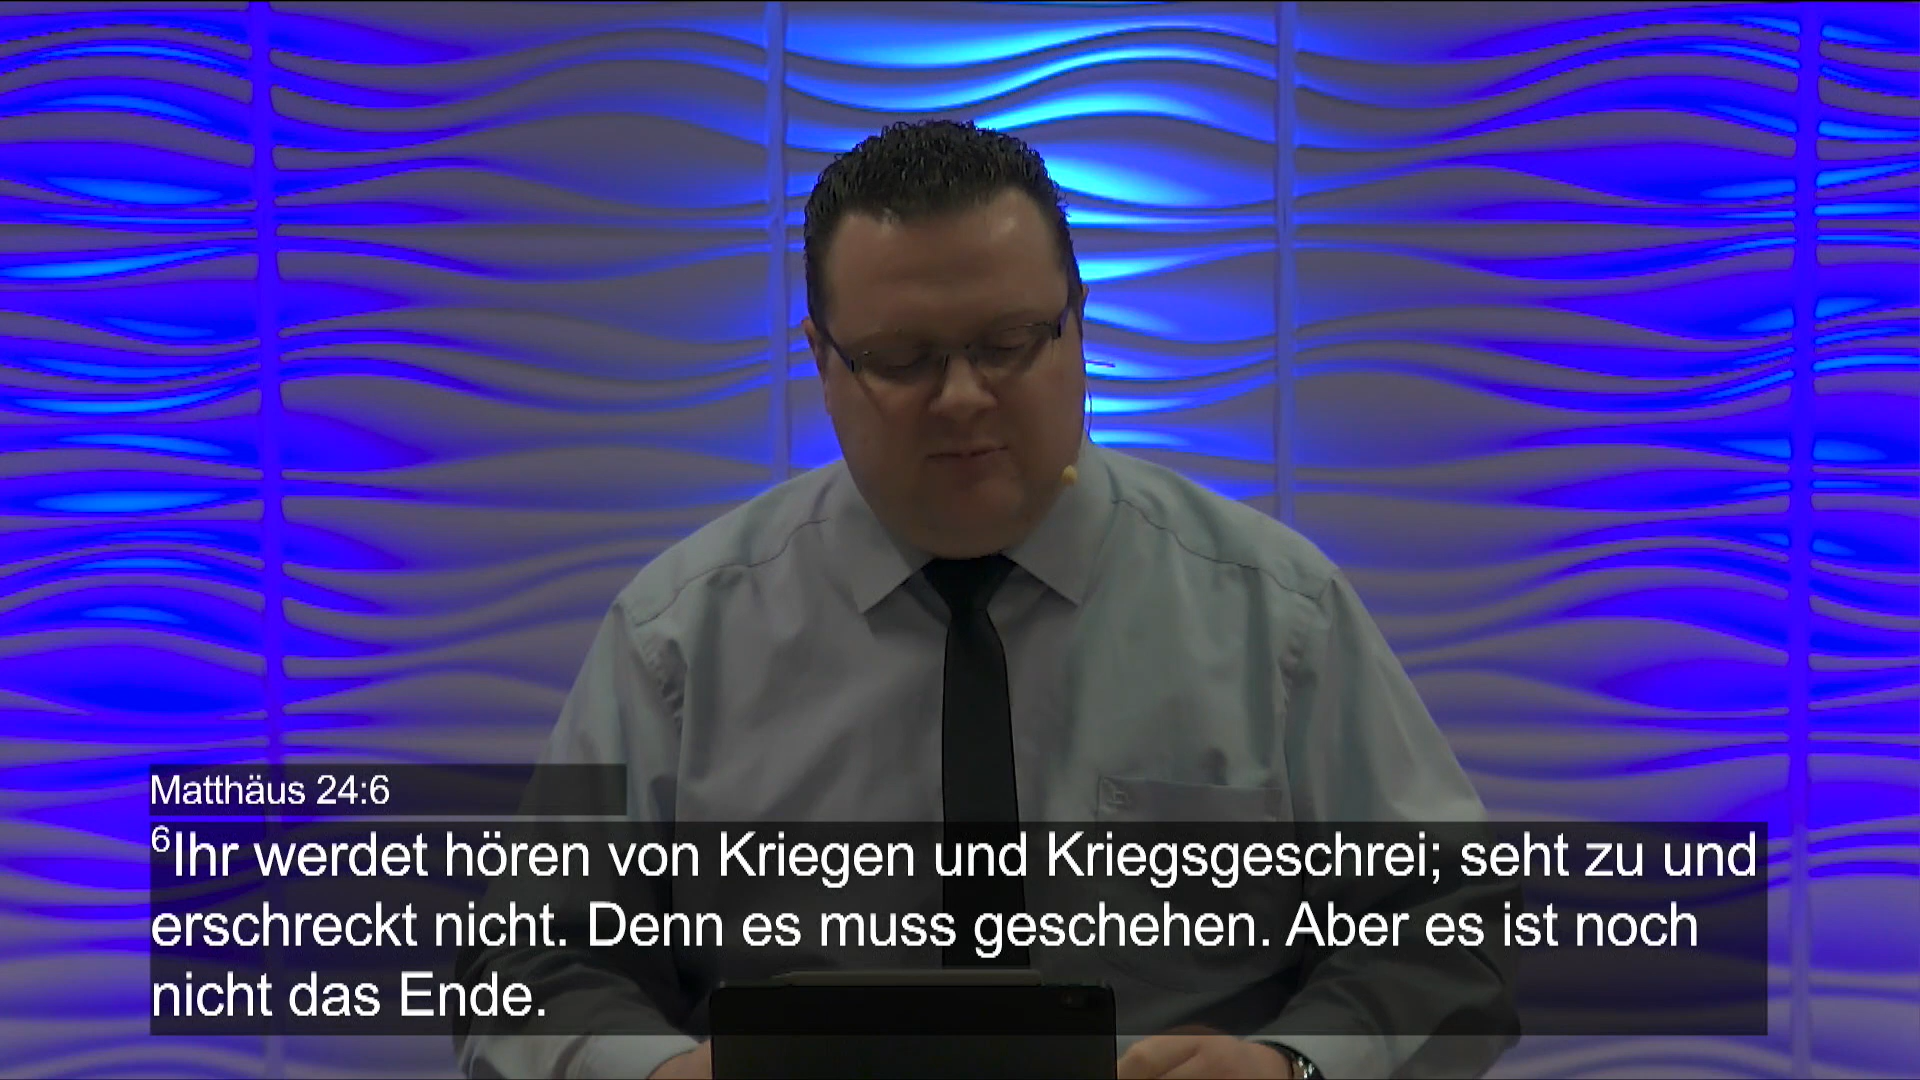 Matthäus 24:6
6Ihr werdet hören von Kriegen und Kriegsgeschrei; seht zu und
erschreckt nicht. Denn es muss geschehen. Aber es ist noch
nicht das Ende.